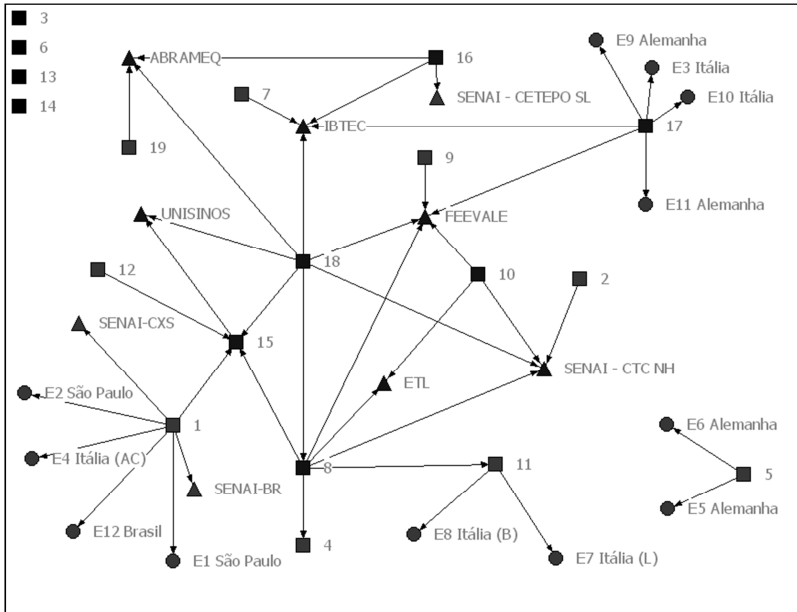 3
6
13
14
ABRAMEQ
16
E9 Alemanha
E3 Itália
7
SENAI - CETEPO SL
E10 Itália
IBTEC
17
19
9
UNISINOS
FEEVALE
E11 Alemanha
18
12
10
2
SENAI-CXS
15
ETL
SENAI - CTC NH
E2 São Paulo
1
E6 Alemanha
E4 Itália (AC)
8
11
5
SENAI-BR
E5 Alemanha
E12 Brasil
E8 Itália (B)
4
E1 São Paulo
E7 Itália (L)